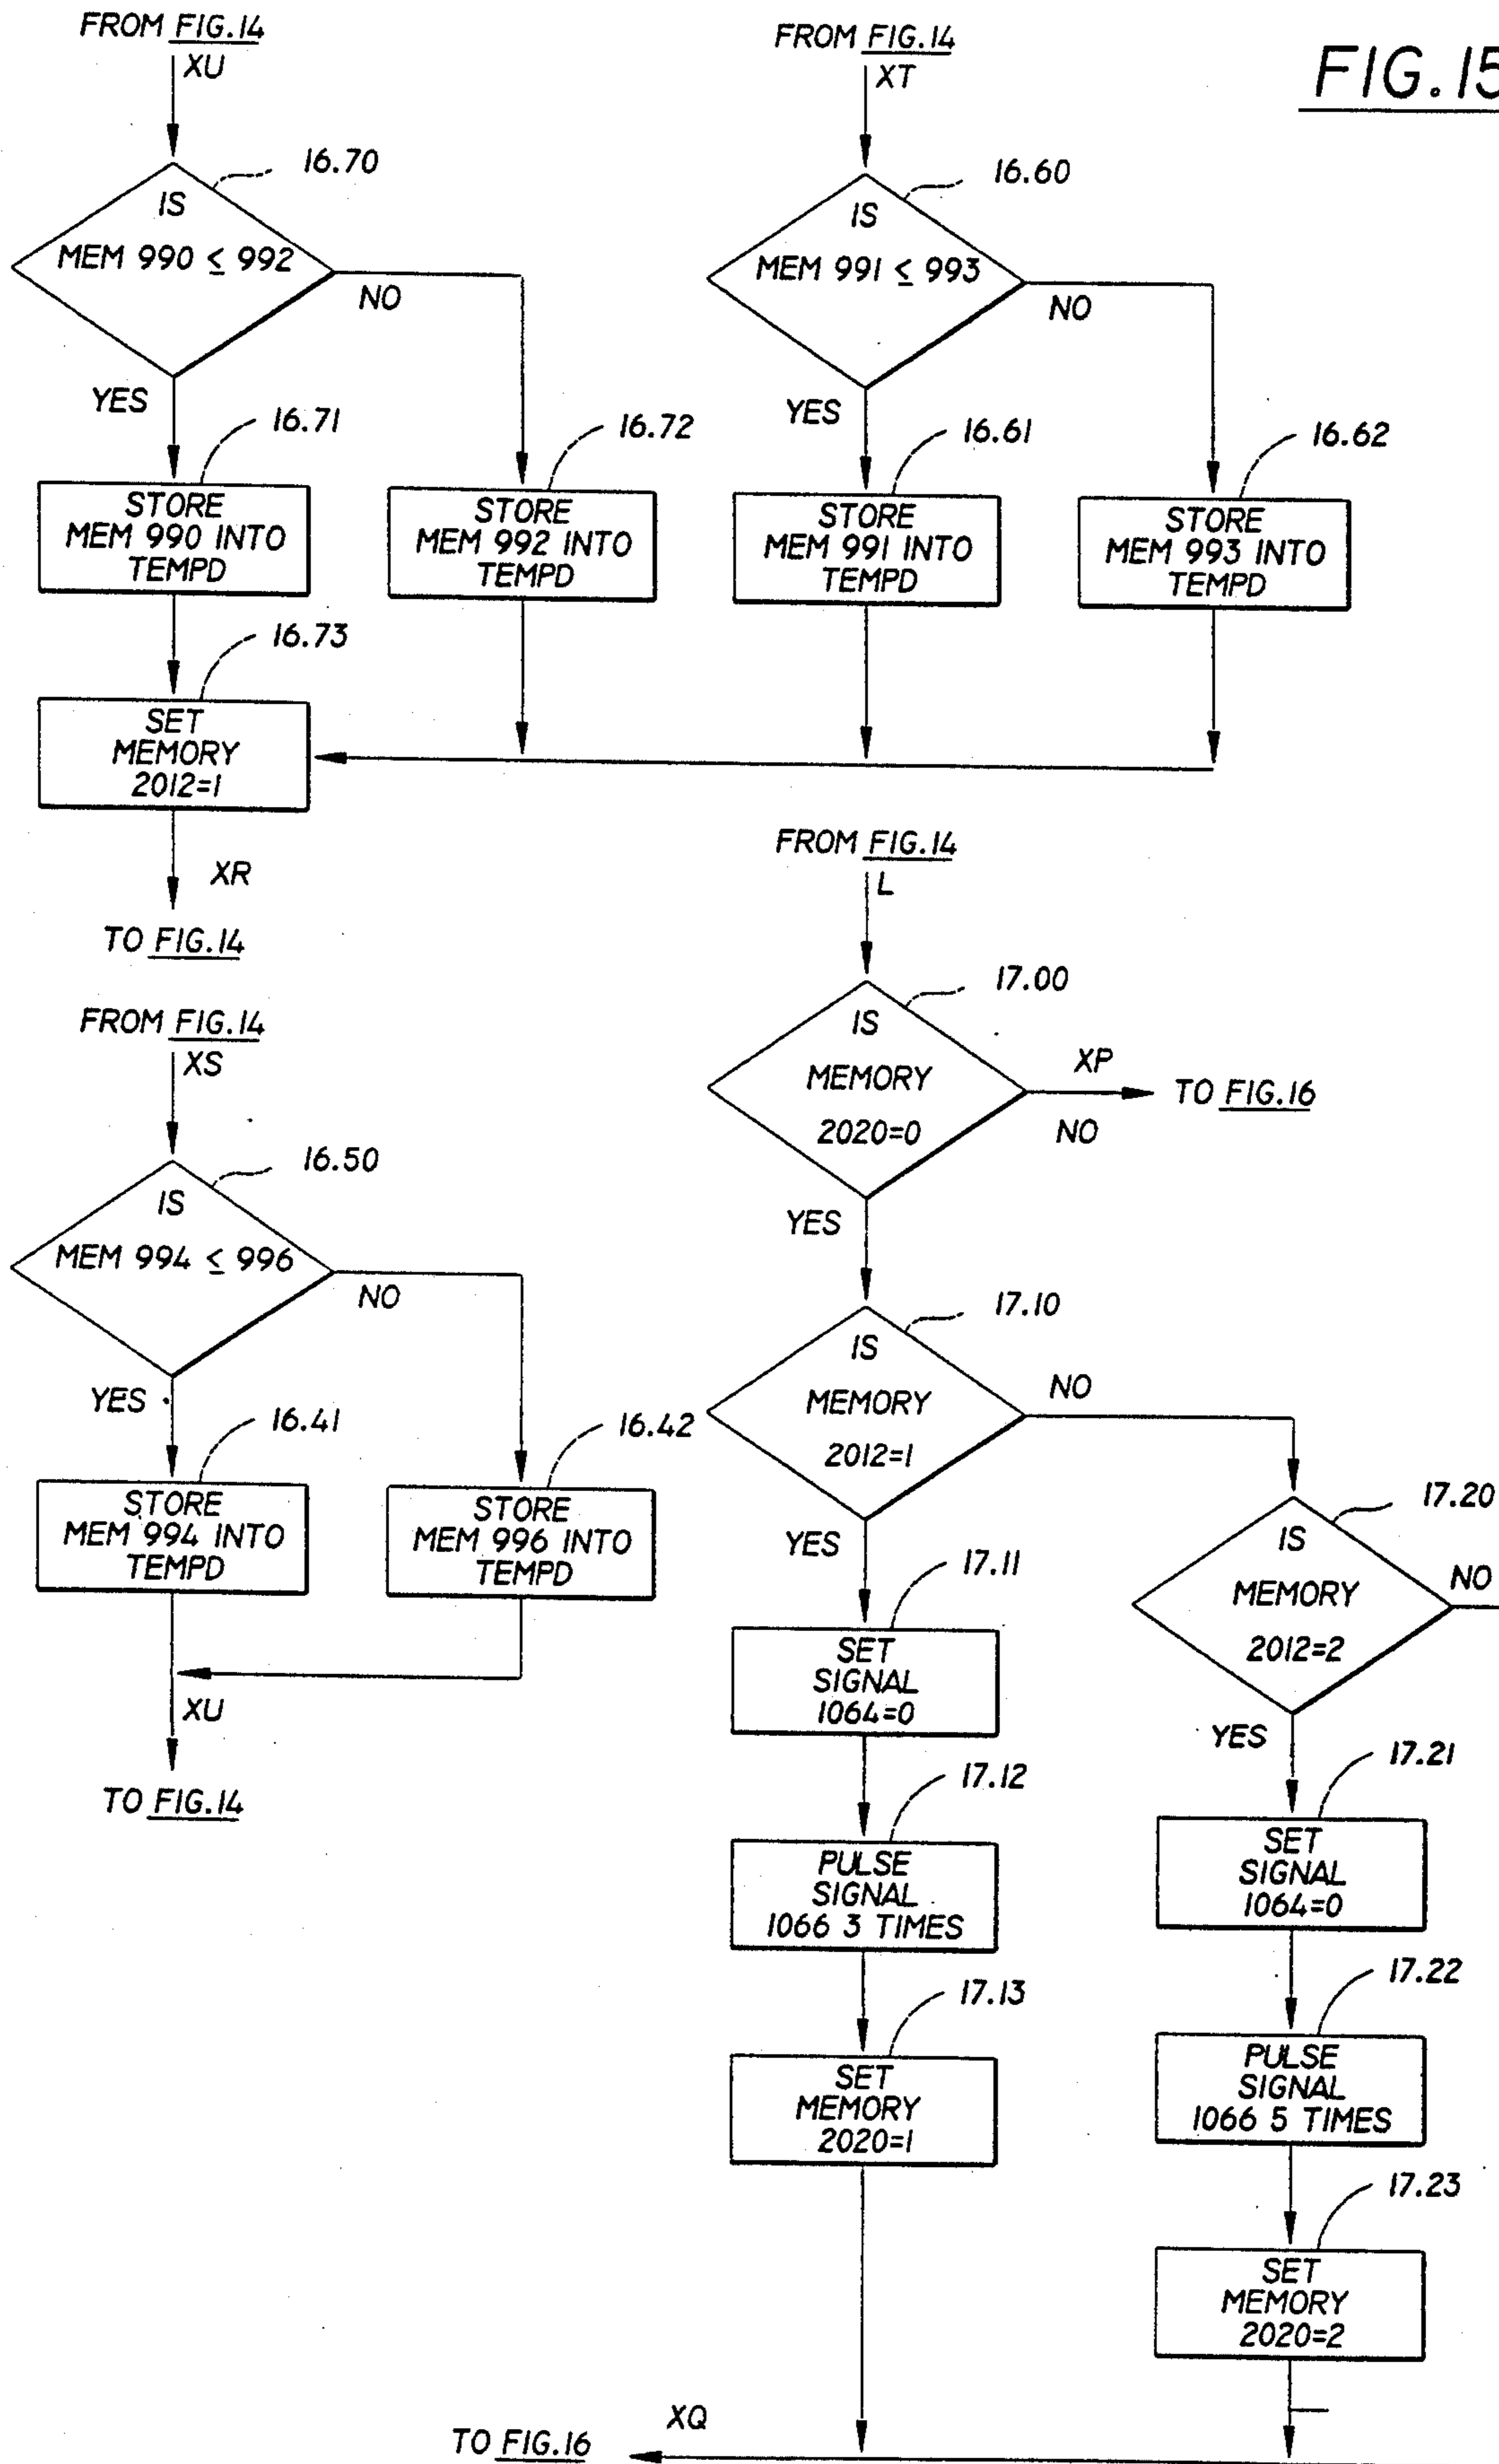 FIG.15
FROM FIG.14
XU
16.70
IS
MEM 990 ≤ 992
NO
YES
16.71
STORE
MEM 990 INTO
TEMPD
16.72
STORE
MEM 992 INTO
TEMPD
16.73
SET
MEMORY
2012=1
XR
TO FIG.14
FROM FIG.14
XT
16.60
IS
MEM 991 ≤ 993
NO
YES
16.61
STORE
MEM 991 INTO
TEMPD
16.62
STORE
MEM 993 INTO
TEMPD
FROM FIG.14
XS
16.50
IS
MEM 994 ≤ 996
NO
YES
16.41
STORE
MEM 994 INTO
TEMPD
16.42
STORE
MEM 996 INTO
TEMPD
XU
TO FIG.14
FROM FIG.14
L
17.00
IS
MEMORY
2020=0
XP
TO FIG.16
NO
YES
17.10
IS
MEMORY
2012=1
NO
YES
17.11
SET
SIGNAL
1064=0
17.12
PULSE
SIGNAL
1066 3 TIMES
17.13
SET
MEMORY
2020=1
17.20
IS
MEMORY
2012=2
NO
YES
17.21
SET
SIGNAL
1064=0
17.22
PULSE
SIGNAL
1066 5 TIMES
17.23
SET
MEMORY
2020=2
XQ
TO FIG.16